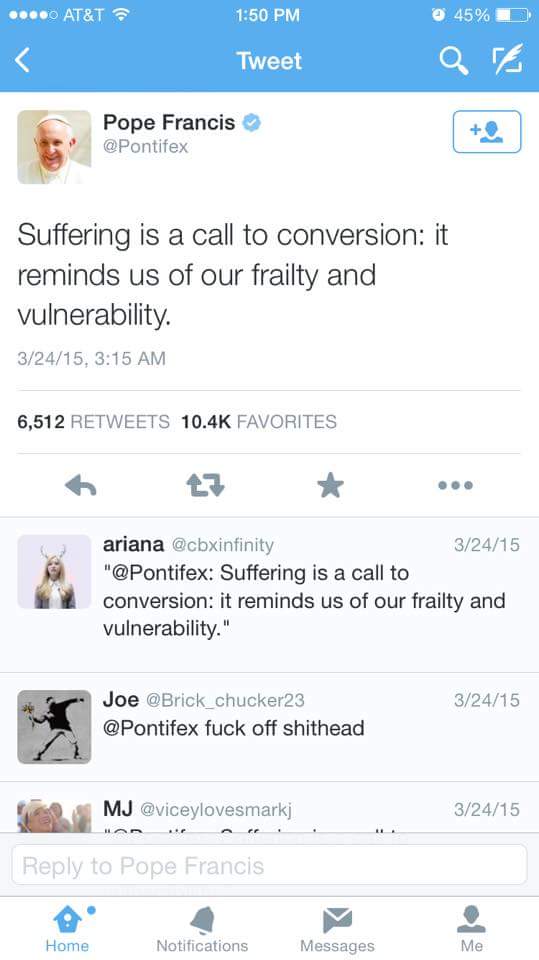 AT&T 1:50 PM 45%
Tweet
Pope Francis
@Pontifex
Suffering is a call to conversion: it
reminds us of our frailty and
vulnerability.
3/24/15, 3:15 AM
6,512 RETWEETS 10.4K FAVORITES
ariana @cbxinfinity 3/24/15
"@Pontifex: Suffering is a call to
conversion: it reminds us of our frailty and
vulnerability."
Joe @Brick_chucker23 3/24/15
@Pontifex fuck off shithead
MJ @viceylovesmarkj 3/24/15
Reply to Pope Francis
Home Notifications Messages Me